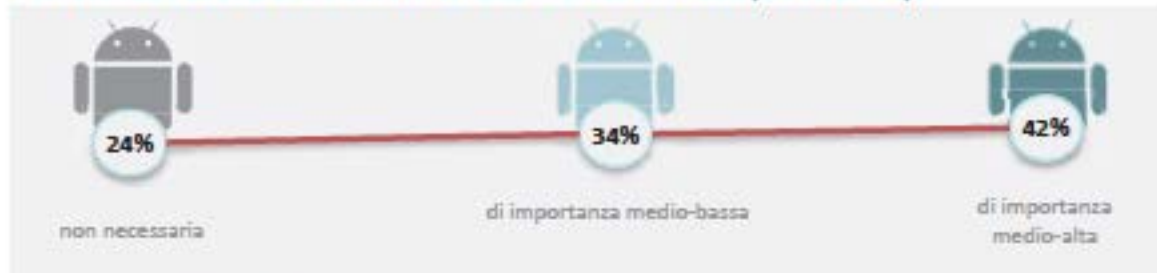 24%
34%
42%
non necessaria
di importanza medio-bassa
di importanza
medio-alta